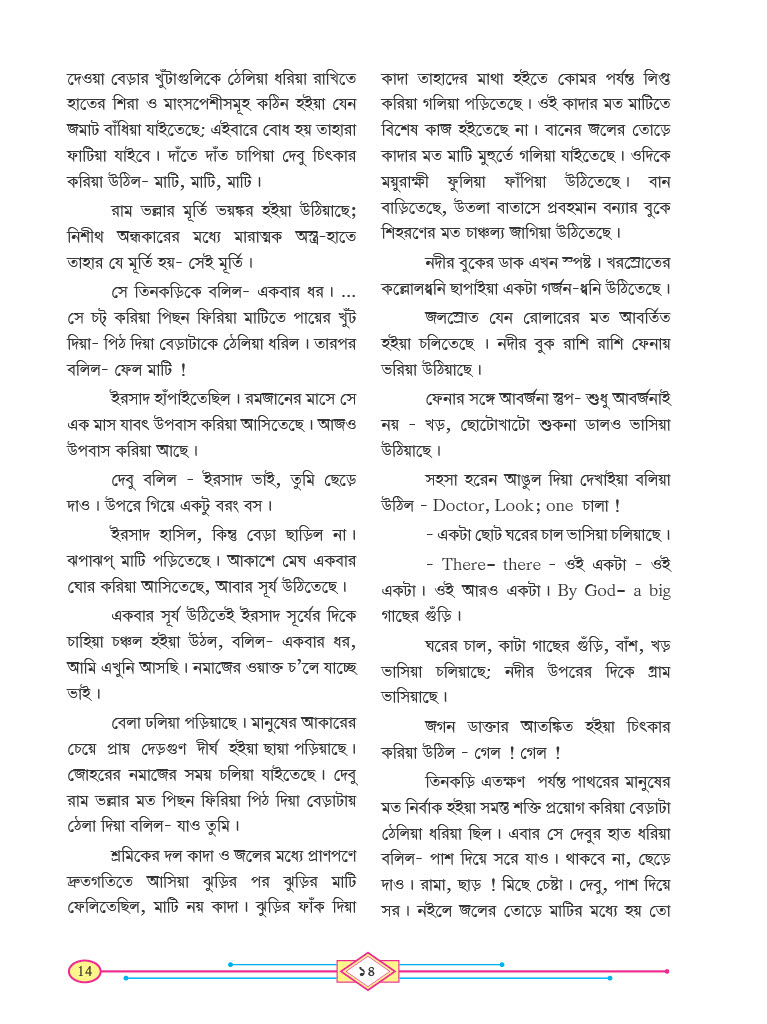 দেওয়া বেড়ার খুঁটাগুলিকে ঠেলিয়া ধরিয়া রাখিতে
হাতের শিরা ও মাংসপেশীসমূহ কঠিন হইয়া যেন
জমাট বাঁধিয়া যাইতেছে; এইবারে বোধ হয় তাহারা
ফাটিয়া যাইবে। দাঁতে দাঁত চাপিয়া দেবু চিৎকার
করিয়া উঠিল- মাটি, মাটি, মাটি।
রাম ভল্লার মূর্তি ভয়ঙ্কর হইয়া উঠিয়াছে;
নিশীথ অন্ধকারের মধ্যে মারাত্মক অস্ত্র-হাতে
তাহার যে মূর্তি হয়- সেই মূর্তি।
সে তিনকড়িকে বলিল- একবার ধর। ...
সে চট্ করিয়া পিছন ফিরিয়া মাটিতে পায়ের খুঁট
দিয়া- পিঠ দিয়া বেড়াটাকে ঠেলিয়া ধরিল। তারপর
বলিল- ফেল মাটি !
ইরসাদ হাঁপাইতেছিল। রমজানের মাসে সে
এক মাস যাবৎ উপবাস করিয়া আসিতেছে। আজও
উপবাস করিয়া আছে।
দেবু বলিল - ইরসাদ ভাই, তুমি ছেড়ে
দাও। উপরে গিয়ে একটু বরং বস।
ইরসাদ হাসিল, কিন্তু বেড়া ছাড়িল না।
ঝপাঝপ্ মাটি পড়িতেছে। আকাশে মেঘ একবার
ঘোর করিয়া আসিতেছে, আবার সূর্য উঠিতেছে।
একবার সূর্য উঠিতেই ইরসাদ সূর্যের দিকে
চাহিয়া চঞ্চল হইয়া উঠল, বলিল- একবার ধর,
আমি এখুনি আসছি। নমাজের ওয়াক্ত চ’লে যাচ্ছে
ভাই।
বেলা ঢলিয়া পড়িয়াছে। মানুষের আকারের
চেয়ে প্রায় দেড়গুণ দীর্ঘ হইয়া ছায়া পড়িয়াছে।
জোহরের নমাজের সময় চলিয়া যাইতেছে। দেবু
রাম ভল্লার মত পিছন ফিরিয়া পিঠ দিয়া বেড়াটায়
ঠেলা দিয়া বলিল- যাও তুমি।
শ্রমিকের দল কাদা ও জলের মধ্যে প্রাণপণে
দ্রুতগতিতে আসিয়া ঝুড়ির পর ঝুড়ির মাটি
ফেলিতেছিল, মাটি নয় কাদা। ঝুড়ির ফাঁক দিয়া
কাদা তাহাদের মাথা হইতে কোমর পর্যন্ত লিপ্ত
করিয়া গলিয়া পড়িতেছে। ওই কাদার মত মাটিতে
বিশেষ কাজ হইতেছে না। বানের জলের তোড়ে
কাদার মত মাটি মুহূর্তে গলিয়া যাইতেছে। ওদিকে
ময়ুরাক্ষী ফুলিয়া ফাঁপিয়া উঠিতেছে। বান
বাড়িতেছে, উতলা বাতাসে প্রবহমান বন্যার বুকে
শিহরণের মত চাঞ্চল্য জাগিয়া উঠিতেছে।
নদীর বুকের ডাক এখন স্পষ্ট। খরস্রোতের
কল্লোলধ্বনি ছাপাইয়া একটা গর্জন-ধ্বনি উঠিতেছে।
জলস্রোত যেন রোলারের মত আবর্তিত
হইয়া চলিতেছে । নদীর বুক রাশি রাশি ফেনায়
ভরিয়া উঠিয়াছে।
ফেনার সঙ্গে আবর্জনা স্তুপ- শুধু আবর্জনাই
নয় - খড়, ছোটোখাটো শুকনা ডালও ভাসিয়া
উঠিয়াছে।
সহসা হরেন আঙুল দিয়া দেখাইয়া বলিয়া
উঠিল - Doctor, Look; one চালা !
- একটা ছোট ঘরের চাল ভাসিয়া চলিয়াছে।
- There– there - ওই একটা - ওই
একটা। ওই আরও একটা। By God– a big
গাছের গুঁড়ি।
ঘরের চাল, কাটা গাছের গুঁড়ি, বাঁশ, খড়
ভাসিয়া চলিয়াছে; নদীর উপরের দিকে গ্রাম
ভাসিয়াছে।
জগন ডাক্তার আতঙ্কিত হইয়া চিৎকার
করিয়া উঠিল - গেল ! গেল !
তিনকড়ি এতক্ষণ পর্যন্ত পাথরের মানুষের
মত নির্বাক হইয়া সমস্ত শক্তি প্রয়োগ করিয়া বেড়াটা
ঠেলিয়া ধরিয়া ছিল। এবার সে দেবুর হাত ধরিয়া
বলিল- পাশ দিয়ে সরে যাও। থাকবে না, ছেড়ে
দাও। রামা, ছাড় ! মিছে চেষ্টা। দেবু, পাশ দিয়ে
সর। নইলে জলের তোড়ে মাটির মধ্যে হয় তো
14
১৪